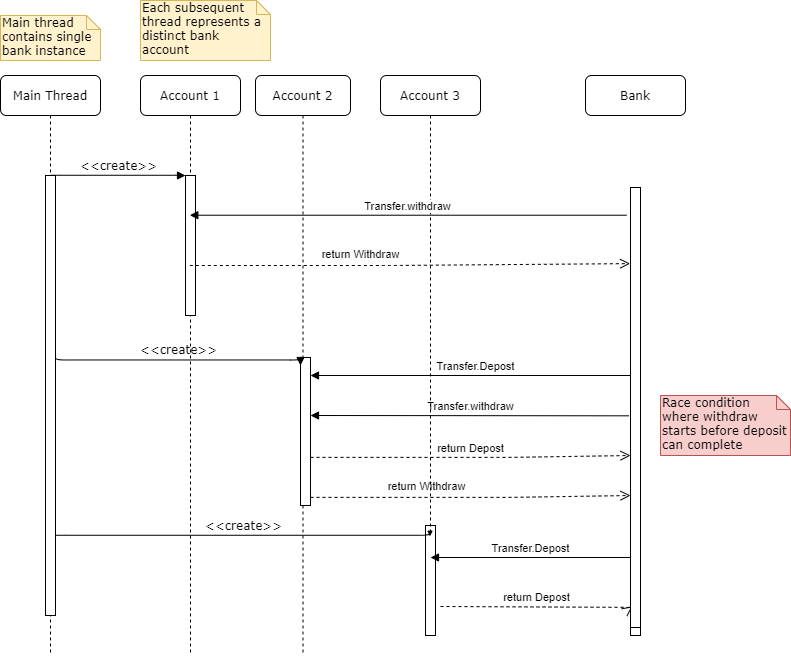 Main thread
contains single
bank instance
Each subsequent
thread represents a
distinct bank
account
Main Thread
Account 1
Account 2
Account 3
Bank
<<create>>
Transfer.withdraw
return Withdraw
<<create>>
Transfer.Depost
Transfer.withdraw
Race condition
where withdraw
starts before deposit
can complete
return Depost
return Withdraw
<<create>>
Transfer.Depost
return Depost